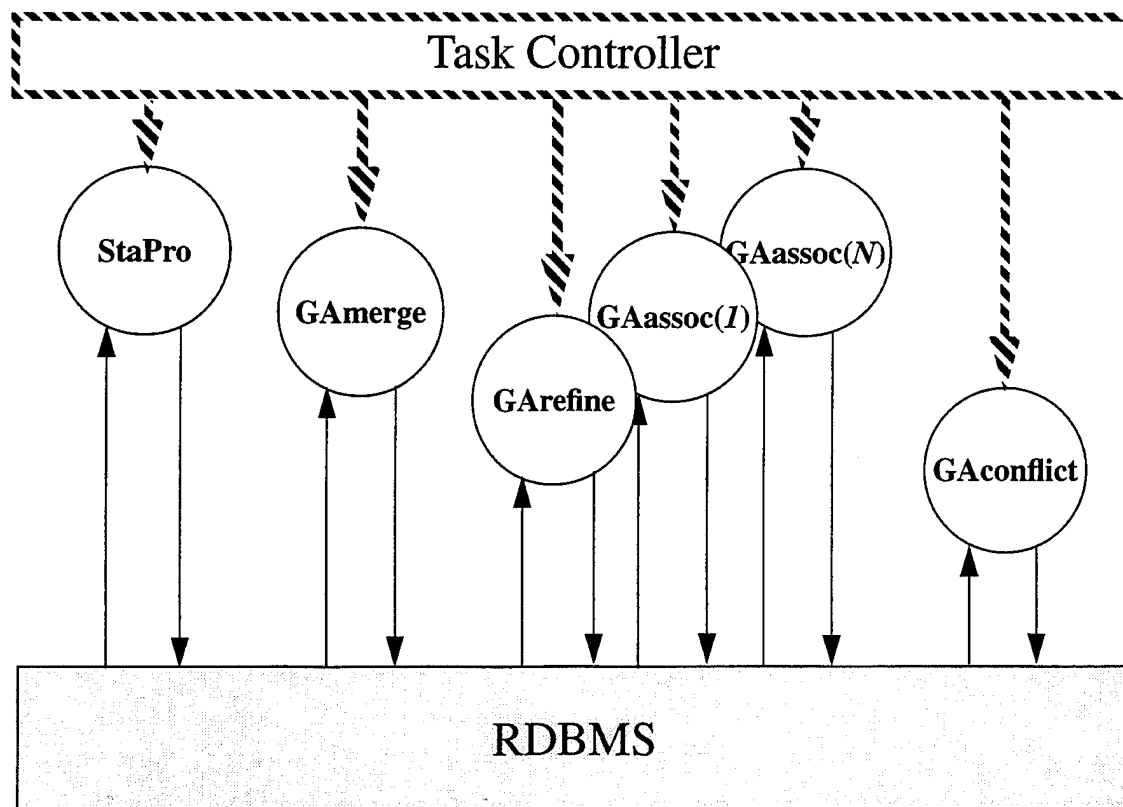 Task Controller
StaPro
GAmerge
GArefine
GAassoc(1)
GAassoc(N)
GAconflict
RDBMS